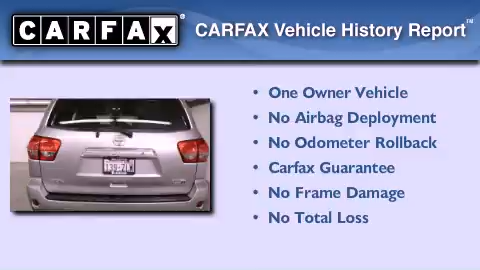 CARFAX®
CARFAX Vehicle History Report™
• One Owner Vehicle
• No Airbag Deployment
• No Odometer Rollback
• Carfax Guarantee
• No Frame Damage
• No Total Loss